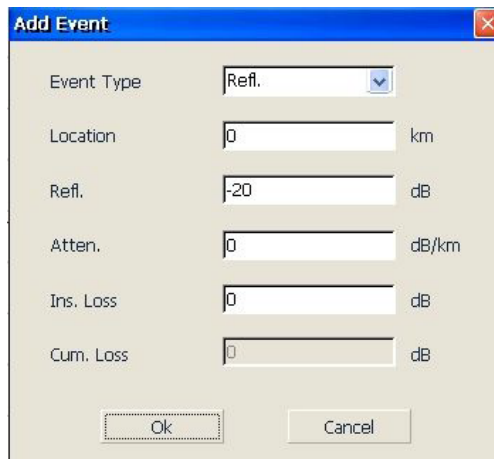 Add Event
Event Type Refl.
Location 0 km
Refl. -20 dB
Atten. 0 dB/km
Ins. Loss 0 dB
Cum. Loss 0 dB
Ok Cancel